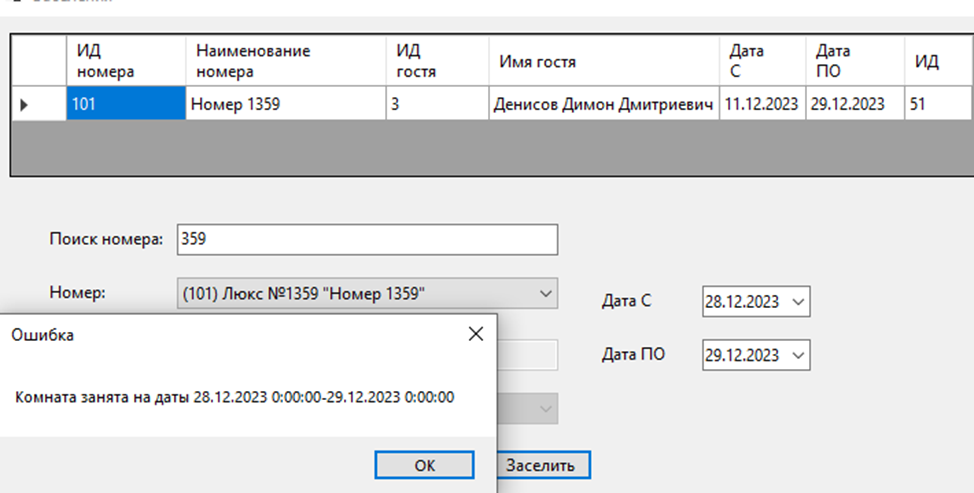 ИД номера Наименование номера ИД гостя Имя гостя Дата С Дата ПО ИД
101 Номер 1359 3 Денисов Димон Дмитриевич 11.12.2023 29.12.2023 51
Поиск номера: 359
Номер: (101) Люкс №1359 "Номер 1359" Дата С 28.12.2023
Ошибка
Дата ПО 29.12.2023
Комната занята на даты 28.12.2023 0:00:00-29.12.2023 0:00:00
ОК Заселить